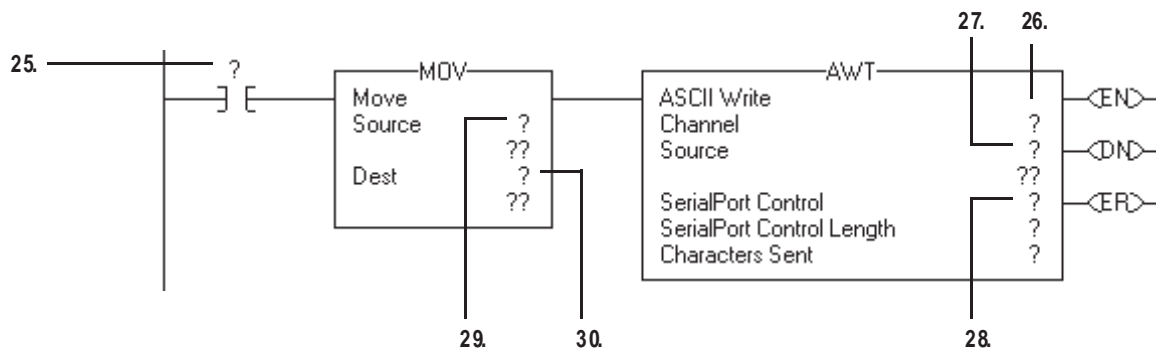 27. 26.
25. ?
MOV
Move
Source ?
??
Dest ?
??
AWT
ASCII Write
Channel ?
Source ?
??
SerialPort Control ?
SerialPort Control Length ?
Characters Sent ?
EN
DN
ER
29. 30. 28.